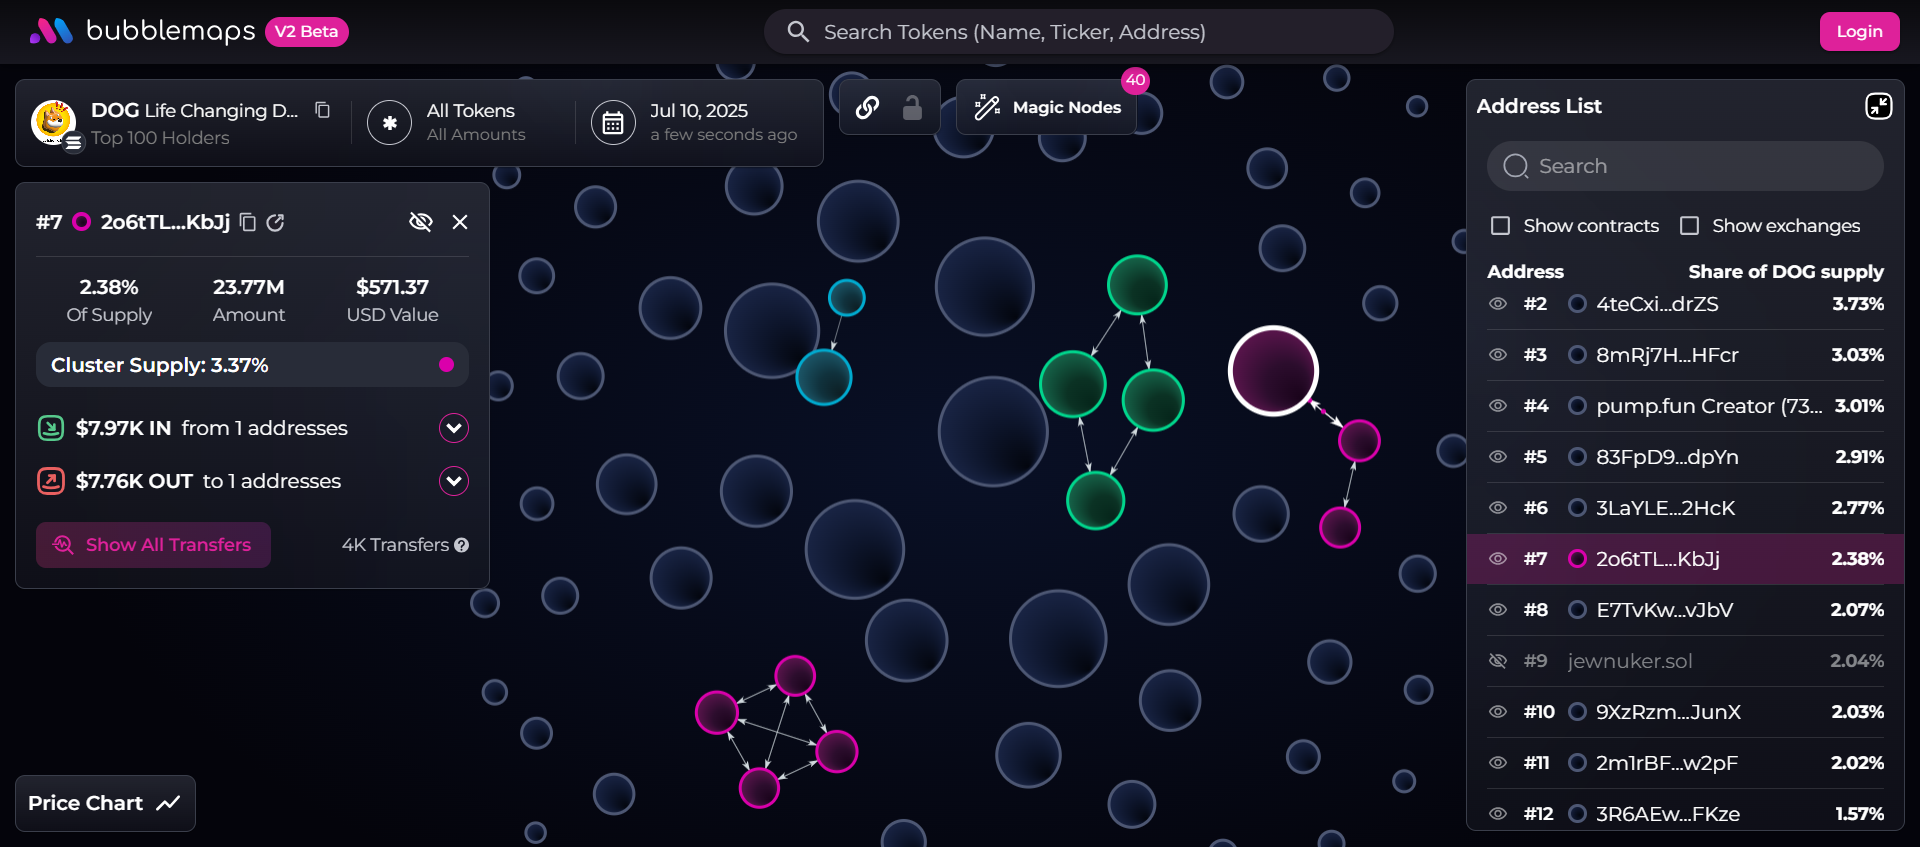 bubblemaps V2 Beta
Search Tokens (Name, Ticker, Address)
Login
DOG Life Changing D...
Top 100 Holders
All Tokens
All Amounts
Jul 10, 2025
a few seconds ago
Magic Nodes
40
#7 2o6tTL...KbJj
2.38% 23.77M $571.37
Of Supply Amount USD Value
Cluster Supply: 3.37%
$7.97K IN from 1 addresses
$7.76K OUT to 1 addresses
Show All Transfers 4K Transfers ?
Price Chart
Address List
Search
Show contracts Show exchanges
Address Share of DOG supply
#2 4teCxi...drZS 3.73%
#3 8mRj7H...HFcr 3.03%
#4 pump.fun Creator (73... 3.01%
#5 83FpD9...dpYn 2.91%
#6 3LaYLE...2HcK 2.77%
#7 2o6tTL...KbJj 2.38%
#8 E7TvKw...vJbV 2.07%
#9 jewnuker.sol 2.04%
#10 9XzRzm...JunX 2.03%
#11 2m1rBF...w2pF 2.02%
#12 3R6AEw...FKze 1.57%